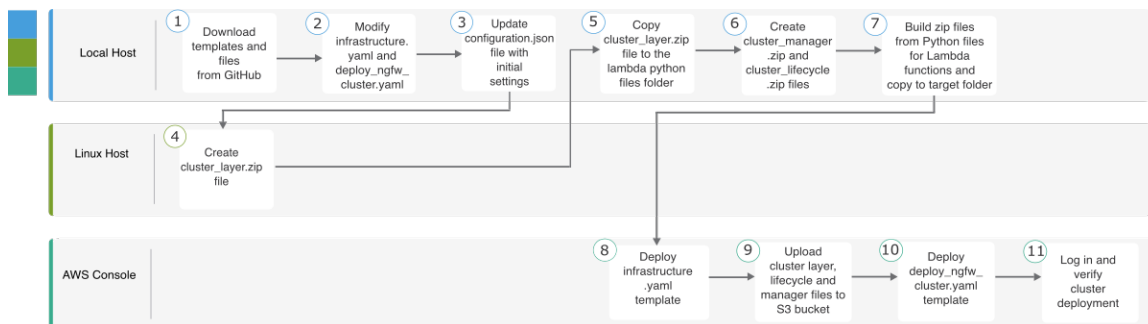 Local Host
1
Download
templates and
files
from GitHub
2
Modify
infrastructure.
yaml and
deploy_ngfw_
cluster.yaml
3
Update
configuration.json
file with
initial
settings
5
Copy
cluster_layer.zip
file to the
lambda python
files folder
6
Create
cluster_manager
.zip and
cluster_lifecycle
.zip files
7
Build zip files
from Python files
for Lambda
functions and
copy to target folder
Linux Host
4
Create
cluster_layer.zip
file
AWS Console
8
Deploy
infrastructure
.yaml
template
9
Upload
cluster layer,
lifecycle and
manager files to
S3 bucket
10
Deploy
deploy_ngfw_
cluster.yaml
template
11
Log in and
verify
cluster
deployment